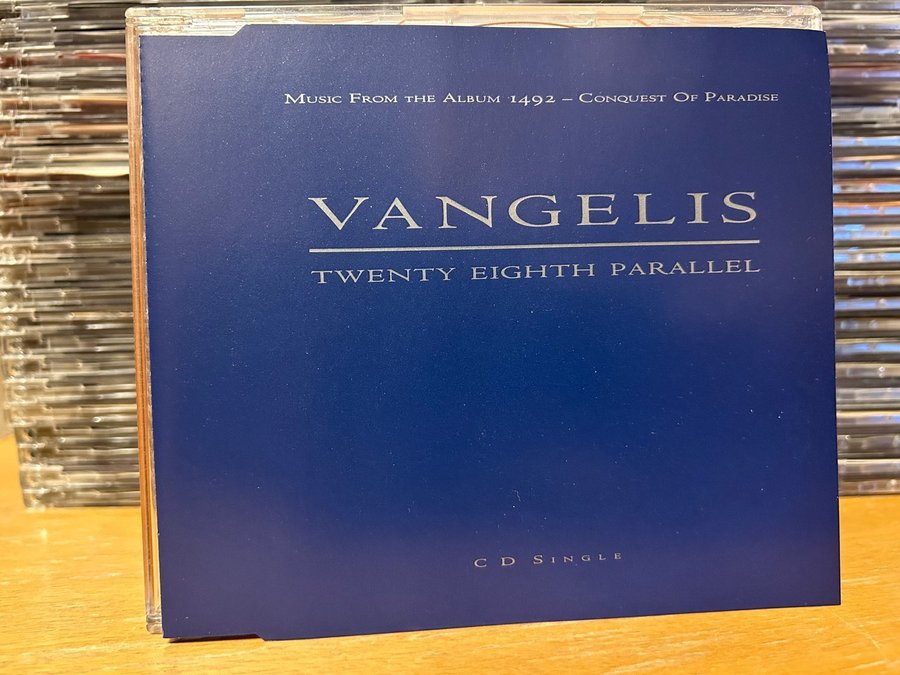 Music From the Album 1492 – Conquest Of Paradise
VANGELIS
TWENTY EIGHTH PARALLEL
CD Single